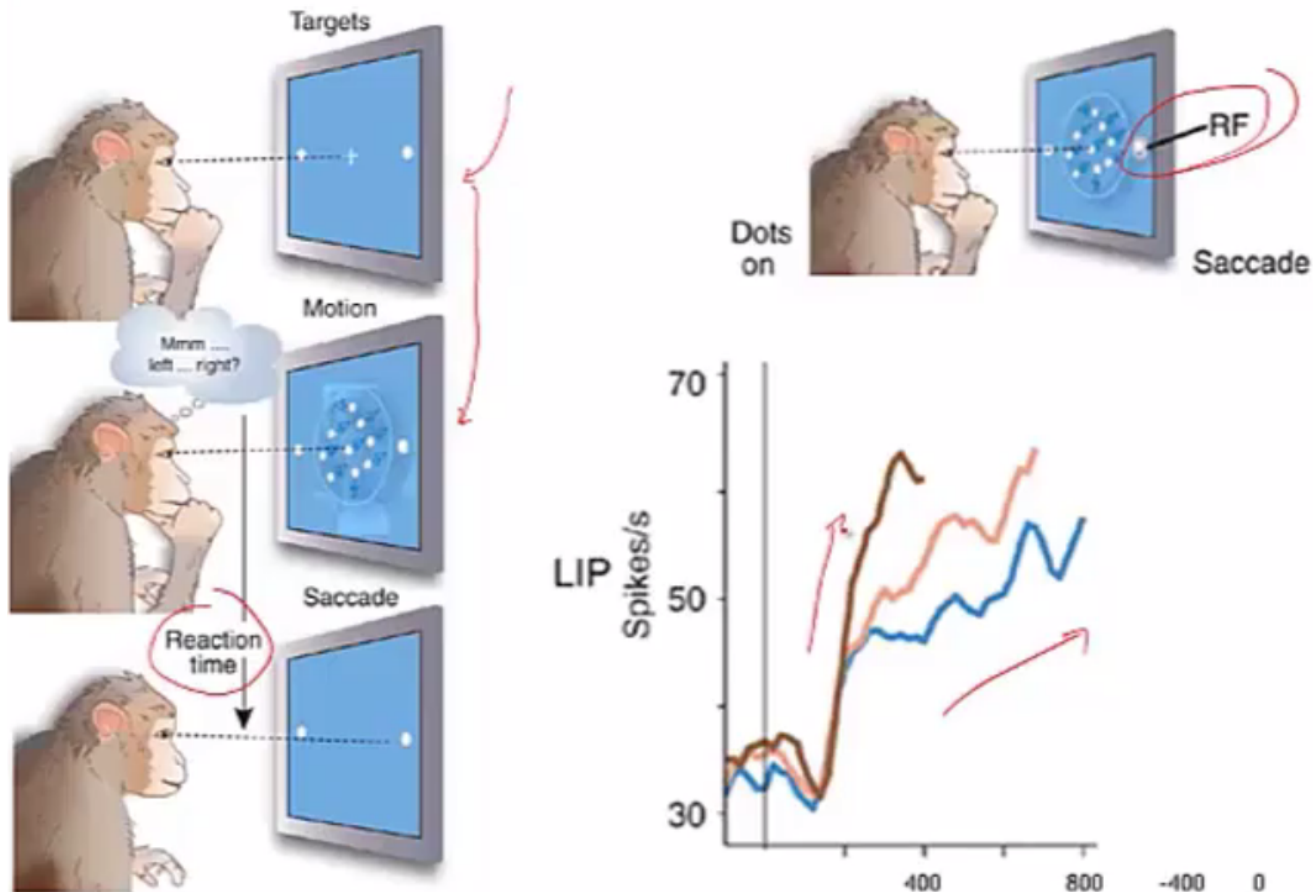 Targets
Motion
Mmm ....
left ... right?
Saccade
Reaction
time
RF
Dots
on
Saccade
LIP
Spikes/s
70
50
30
400
800
-400
0